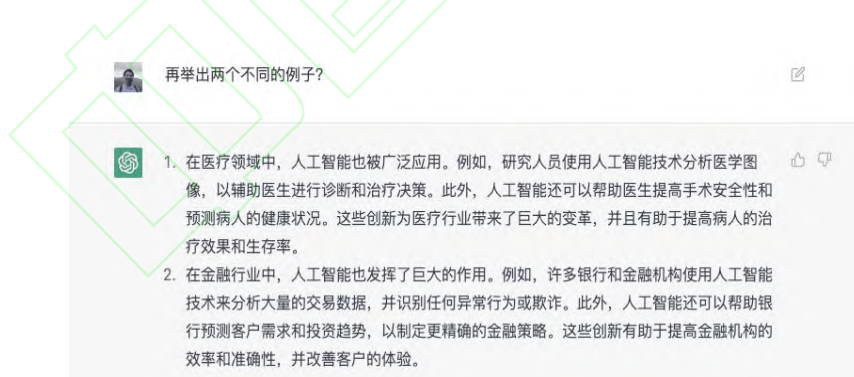 再举出两个不同的例子?
1. 在医疗领域中，人工智能也被广泛应用。例如，研究人员使用人工智能技术分析医学图
像，以辅助医生进行诊断和治疗决策。此外，人工智能还可以帮助医生提高手术安全性和
预测病人的健康状况。这些创新为医疗行业带来了巨大的变革，并且有助于提高病人的治
疗效果和生存率。
2. 在金融行业中，人工智能也发挥了巨大的作用。例如，许多银行和金融机构使用人工智能
技术来分析大量的交易数据，并识别任何异常行为或欺诈。此外，人工智能还可以帮助银
行预测客户需求和投资趋势，以制定更精确的金融策略。这些创新有助于提高金融机构的
效率和准确性，并改善客户的体验。